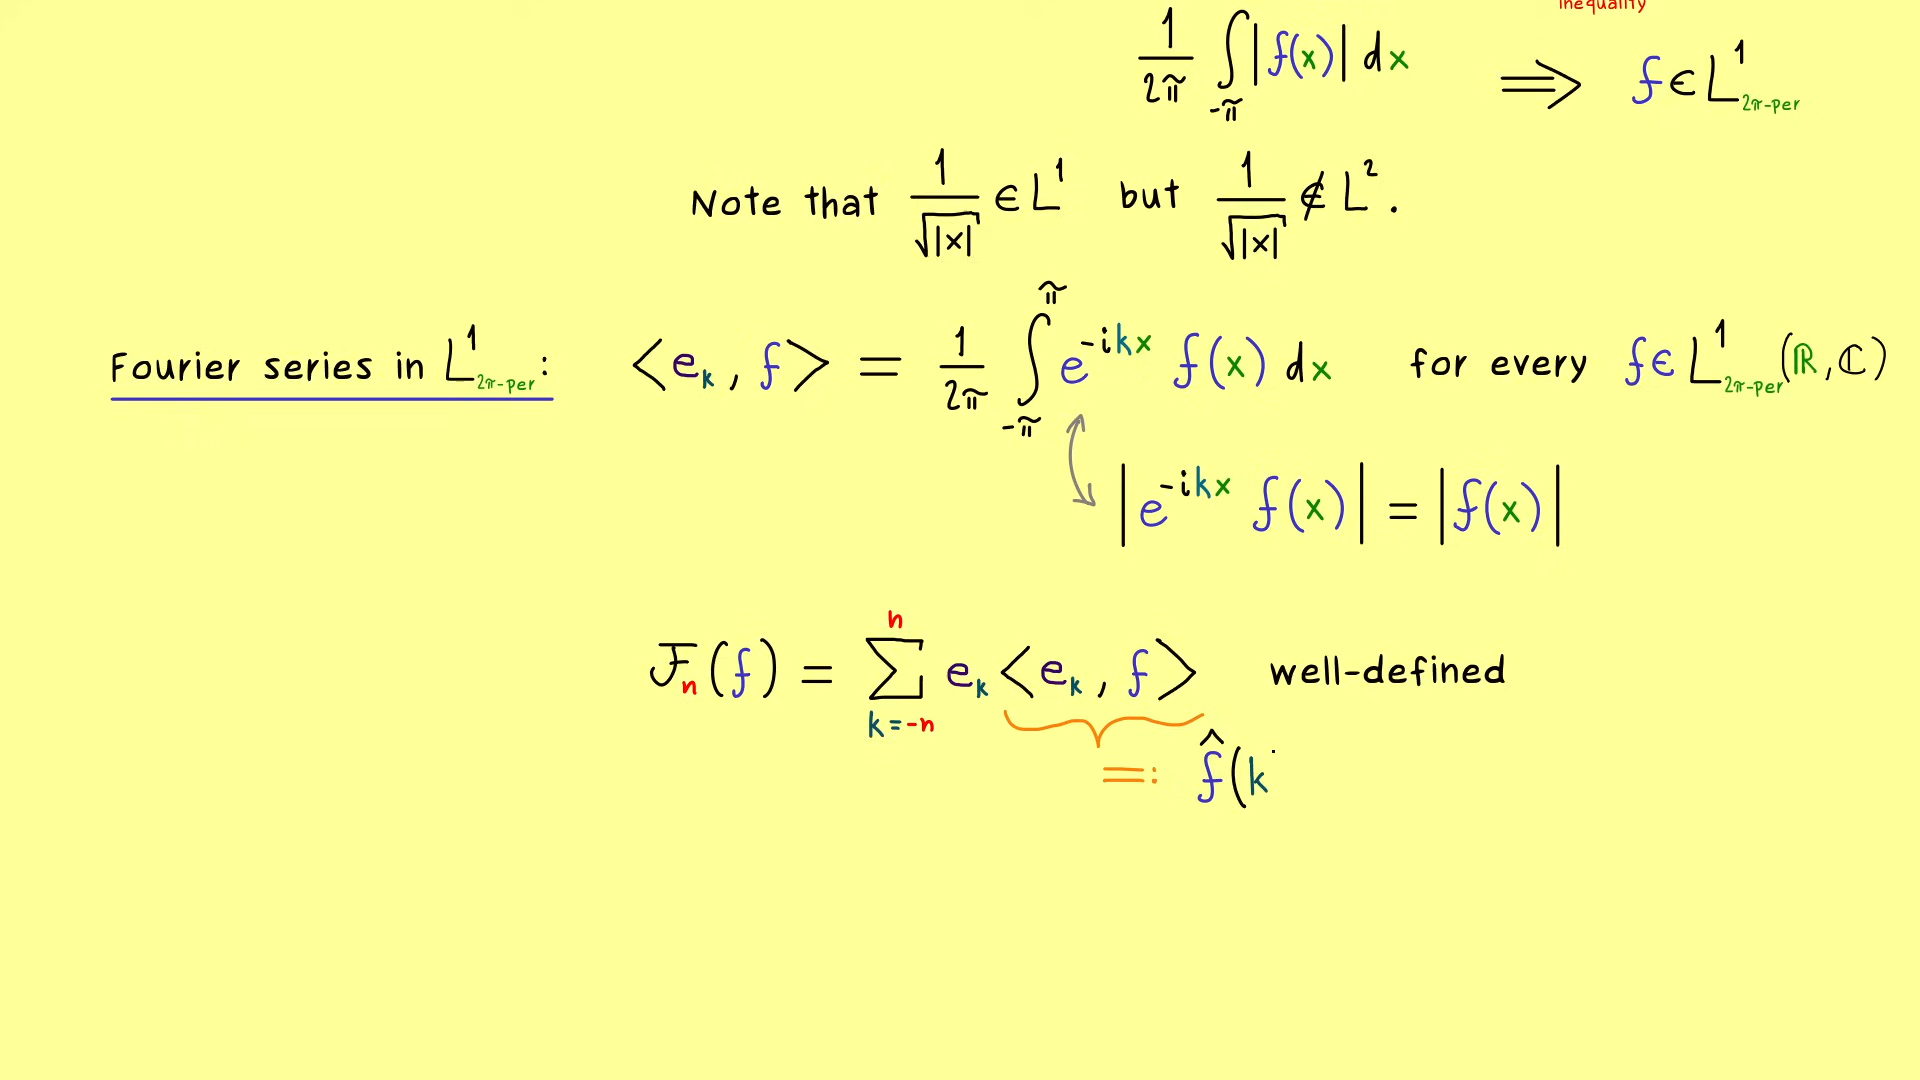 inequality
1/2π ∫_{-π} |f(x)| dx ⟹ f ∈ L¹_{2π-per}
Note that 1/√|x| ∈ L¹ but 1/√|x| ∉ L².
Fourier series in L¹_{2π-per}: <e_k, f> = 1/2π ∫_{-π}^{π} e^{-ikx} f(x) dx for every f ∈ L¹_{2π-per}(ℝ, ℂ)
|e^{-ikx} f(x)| = |f(x)|
ℱ_n(f) = ∑_{k=-n}^{n} e_k <e_k, f> well-defined
=: f̂(k